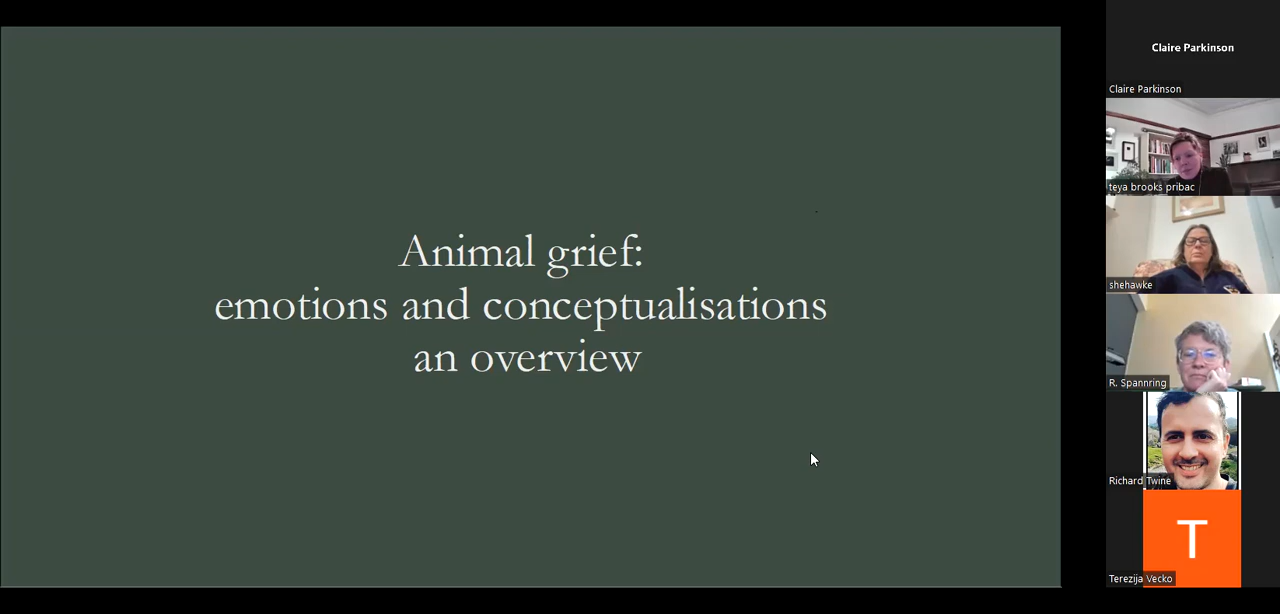 Animal grief:
emotions and conceptualisations
an overview
Claire Parkinson
Claire Parkinson
teya brooks pribac
shehawke
R. Spannring
Richard Twine
T
Terezija Vecko